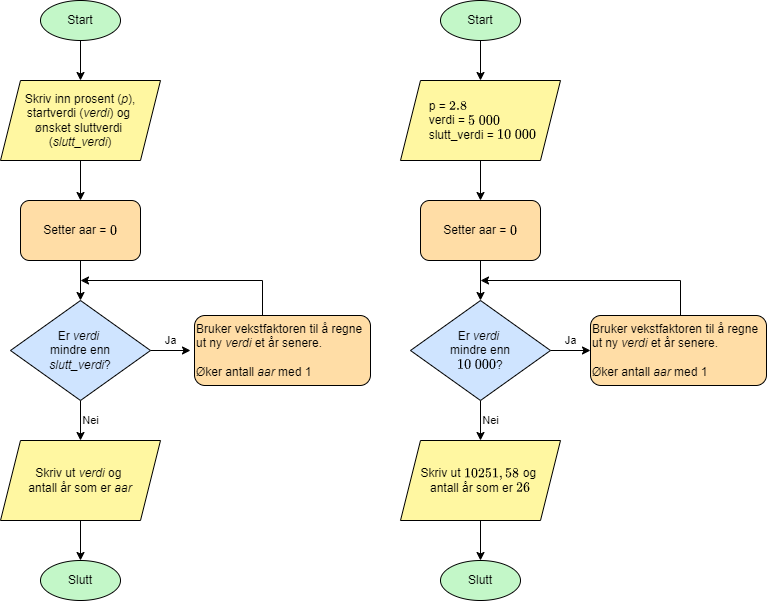 Start
Skriv inn prosent (p),
startverdi (verdi) og
ønsket sluttverdi
(slutt_verdi)
Setter aar = 0
Er verdi
mindre enn
slutt_verdi?
Ja
Bruker vekstfaktoren til å regne
ut ny verdi et år senere.
Øker antall aar med 1
Nei
Skriv ut verdi og
antall år som er aar
Slutt
Start
p = 2.8
verdi = 5 000
slutt_verdi = 10 000
Setter aar = 0
Er verdi
mindre enn
10 000?
Ja
Bruker vekstfaktoren til å regne
ut ny verdi et år senere.
Øker antall aar med 1
Nei
Skriv ut 10251, 58 og
antall år som er 26
Slutt